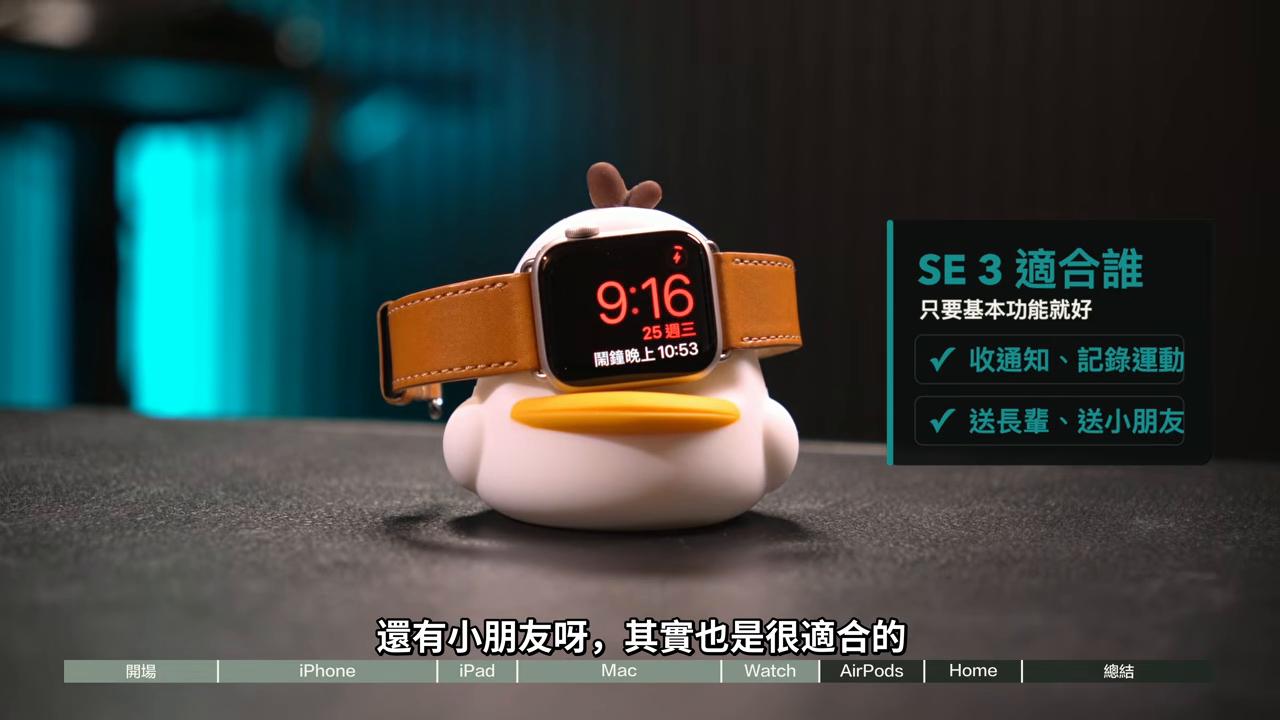 9:16
25 週三
鬧鐘晚上 10:53
SE 3 適合誰
只要基本功能就好
✓ 收通知、記錄運動
✓ 送長輩、送小朋友
還有小朋友呀，其實也是很適合的
開場 iPhone iPad Mac Watch AirPods Home 總結